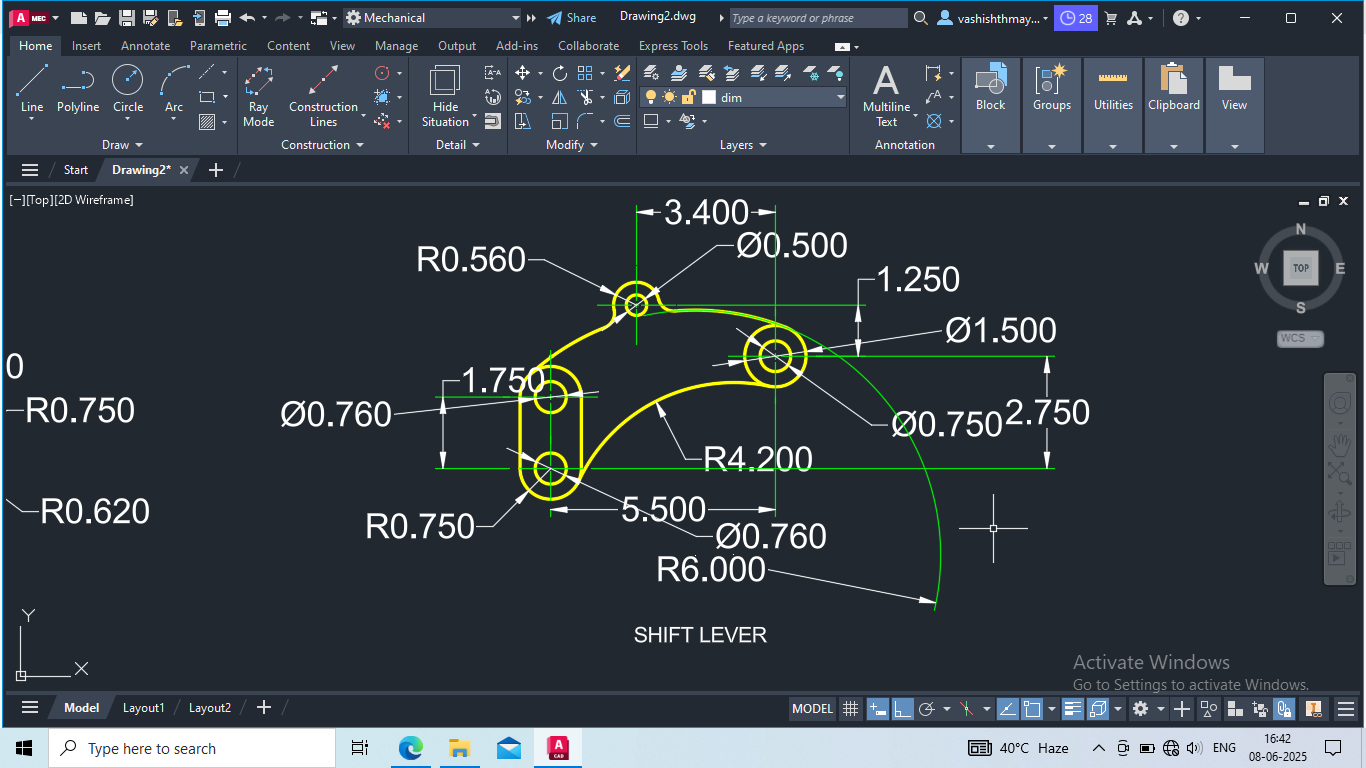 A MEC Mechanical Share Drawing2.dwg Type a keyword or phrase vashishthmay... 28
Home Insert Annotate Parametric Content View Manage Output Add-ins Collaborate Express Tools Featured Apps
Line Polyline Circle Arc Ray Mode Construction Lines Hide Situation dim Multiline Text Block Groups Utilities Clipboard View
Draw Construction Detail Modify Layers Annotation
Start Drawing2*
[−][Top][2D Wireframe]
3.400
Ø0.500
R0.560
1.250
Ø1.500
0
1.750
R0.750
Ø0.760
Ø0.750
2.750
R4.200
R0.620
R0.750
5.500
Ø0.760
R6.000
SHIFT LEVER
N
W TOP E
S
WCS
Y
X
Activate Windows
Go to Settings to activate Windows.
Model Layout1 Layout2 MODEL
Type here to search A CAD 40°C Haze ENG 16:42
08-06-2025